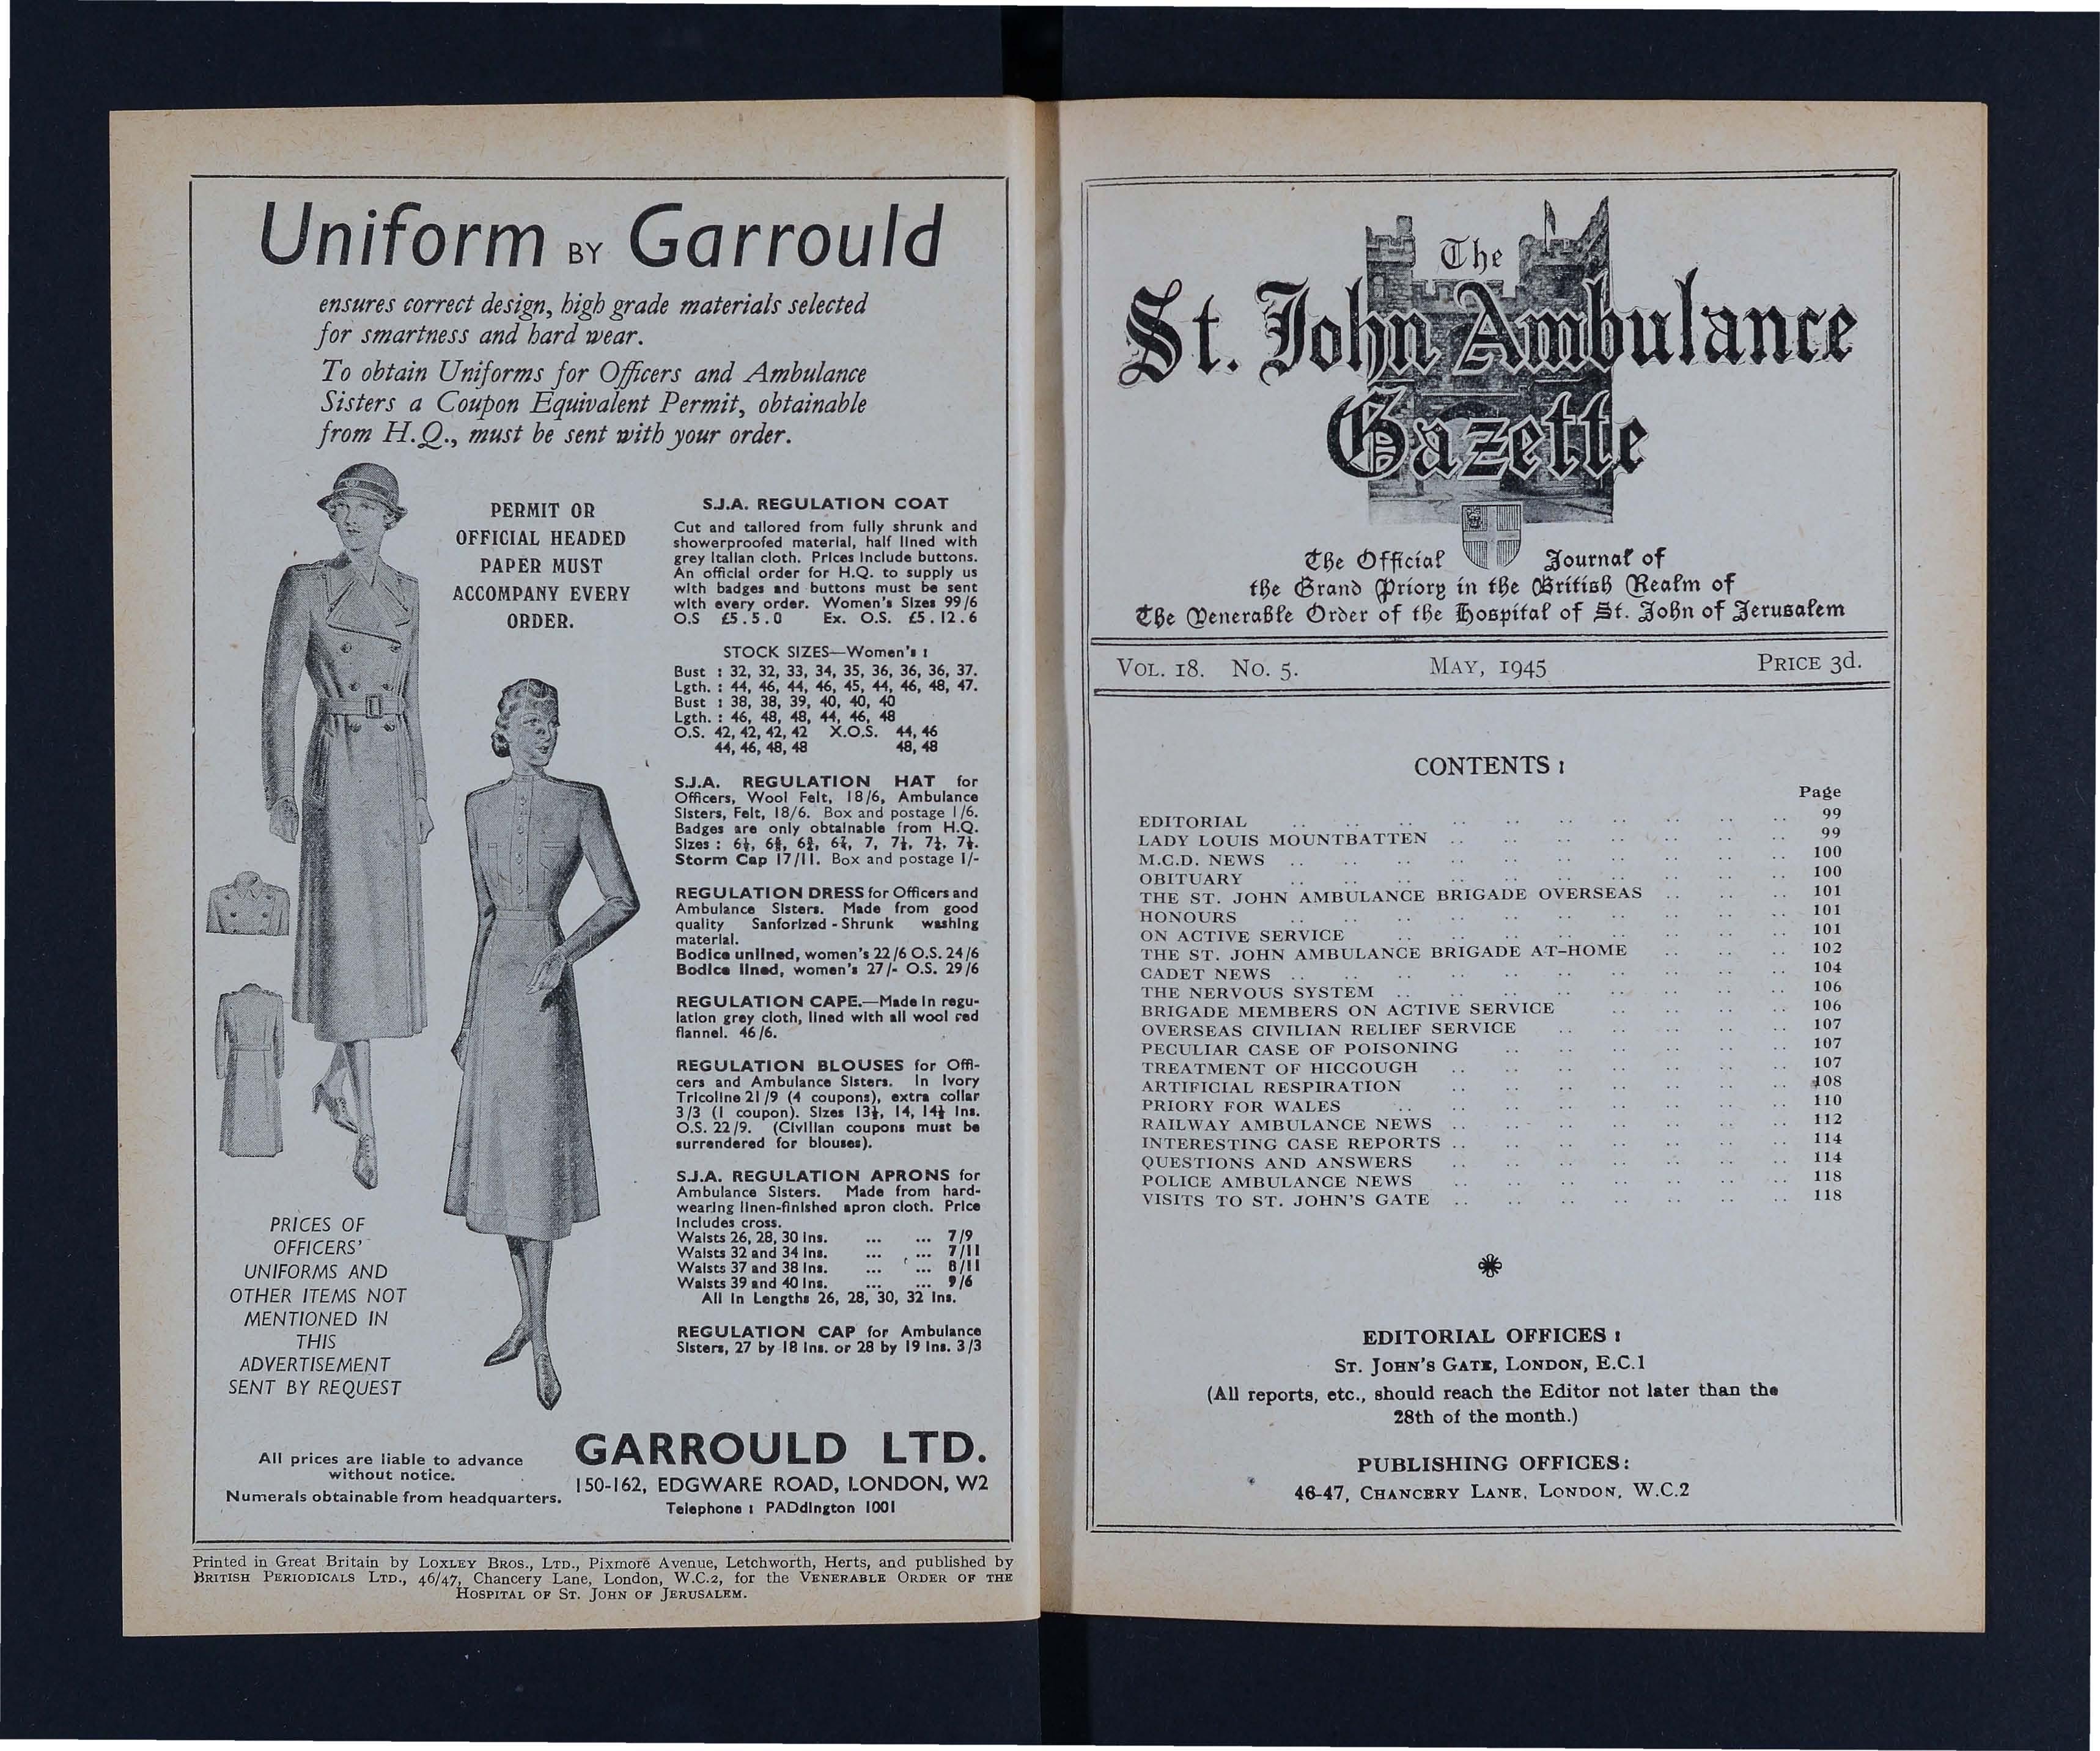 Uniform BY Garrould
ensures correct design, high grade materials selected
for smartness and hard wear.
To obtain Uniforms for Officers and Ambulance
Sisters a Coupon Equivalent Permit, obtainable
from H.Q., must be sent with your order.
PERMIT OR
OFFICIAL HEADED
PAPER MUST
ACCOMPANY EVERY
ORDER.
S.J.A. REGULATION COAT
Cut and tailored from fully shrunk and
showerproofed material, half lined with
grey Italian cloth. Prices include buttons.
An official order for H.Q. to supply us
with badges and buttons must be sent
with every order. Women's Sizes 99/6
O.S £5.5.0 Ex. O.S. £5.12.6
STOCK SIZES—Women's :
Bust : 32, 32, 33, 34, 35, 36, 36, 36, 37.
Lgth. : 44, 46, 44, 46, 45, 44, 46, 48, 47.
Bust : 38, 38, 39, 40, 40, 40
Lgth. : 46, 48, 48, 44, 46, 48
O.S. 42, 42, 42, 42 X.O.S. 44, 46
44, 46, 48, 48 48, 48
S.J.A. REGULATION HAT for
Officers, Wool Felt, 18/6, Ambulance
Sisters, Felt, 18/6. Box and postage 1/6.
Badges are only obtainable from H.Q.
Sizes : 7,
Storm Cap 17/11. Box and postage 1/-
REGULATION DRESS for Officers and
Ambulance Sisters. Made from good
quality Sanforized - Shrunk washing
material.
Bodice unlined, women's 22/6 O.S. 24/6
Bodice lined, women's 27/- O.S. 29/6
REGULATION CAPE.—Made in regu-
lation grey cloth, lined with all wool red
flannel. 46/6.
REGULATION BLOUSES for Offi-
cers and Ambulance Sisters. In Ivory
Tricoline 21/9 (4 coupons), extra collar
3/3 (1 coupon). Sizes 13½, 14, 14½ ins.
O.S. 22/9. (Civilian coupons must be
surrendered for blouses).
S.J.A. REGULATION APRONS for
Ambulance Sisters. Made from hard-
wearing linen-finished apron cloth. Price
includes cross.
Waists 26, 28, 30 ins. ... ... 7/9
Waists 32 and 34 ins. ... ... 7/11
Waists 37 and 38 ins. ... ... 8/11
Waists 39 and 40 ins. ... ... 9/6
All in Lengths 26, 28, 30, 32 ins.
REGULATION CAP for Ambulance
Sisters, 27 by 18 ins. or 28 by 19 ins. 3/3
PRICES OF
OFFICERS'
UNIFORMS AND
OTHER ITEMS NOT
MENTIONED IN
THIS
ADVERTISEMENT
SENT BY REQUEST
All prices are liable to advance
without notice.
Numerals obtainable from headquarters.
GARROULD LTD.
150-162, EDGWARE ROAD, LONDON, W2
Telephone : PADdington 1001
Printed in Great Britain by LOXLEY BROS., LTD., Pixmore Avenue, Letchworth, Herts, and published by
BRITISH PERIODICALS LTD., 46/47, Chancery Lane, London, W.C.2, for the VENERABLE ORDER OF THE
HOSPITAL OF ST. JOHN OF JERUSALEM.
The
St. John Ambulance
Gazette
The Official Journal of
the Grand Priory in the British Realm of
The Venerable Order of the Hospital of St. John of Jerusalem
VOL. 18. NO. 5. MAY, 1945 PRICE 3d.
CONTENTS :
Page
EDITORIAL .. .. .. .. .. .. .. .. .. .. 99
LADY LOUIS MOUNTBATTEN .. .. .. .. .. .. .. 99
M.C.D. NEWS .. .. .. .. .. .. .. .. .. .. 100
OBITUARY .. .. .. .. .. .. .. .. .. .. 100
THE ST. JOHN AMBULANCE BRIGADE OVERSEAS .. .. .. 101
HONOURS .. .. .. .. .. .. .. .. .. .. 101
ON ACTIVE SERVICE .. .. .. .. .. .. .. .. 101
THE ST. JOHN AMBULANCE BRIGADE AT-HOME .. .. .. 102
CADET NEWS .. .. .. .. .. .. .. .. .. .. 104
THE NERVOUS SYSTEM .. .. .. .. .. .. .. .. 106
BRIGADE MEMBERS ON ACTIVE SERVICE .. .. .. .. 106
OVERSEAS CIVILIAN RELIEF SERVICE .. .. .. .. .. 107
PECULIAR CASE OF POISONING .. .. .. .. .. .. 107
TREATMENT OF HICCOUGH .. .. .. .. .. .. .. 107
ARTIFICIAL RESPIRATION .. .. .. .. .. .. .. 108
PRIORY FOR WALES .. .. .. .. .. .. .. .. 110
RAILWAY AMBULANCE NEWS .. .. .. .. .. .. .. 112
INTERESTING CASE REPORTS .. .. .. .. .. .. .. 114
QUESTIONS AND ANSWERS .. .. .. .. .. .. .. 114
POLICE AMBULANCE NEWS .. .. .. .. .. .. .. 118
VISITS TO ST. JOHN'S GATE .. .. .. .. .. .. .. 118
EDITORIAL OFFICES :
ST. JOHN'S GATE, LONDON, E.C.1
(All reports, etc., should reach the Editor not later than the
28th of the month.)
PUBLISHING OFFICES:
46-47, CHANCERY LANE, LONDON, W.C.2